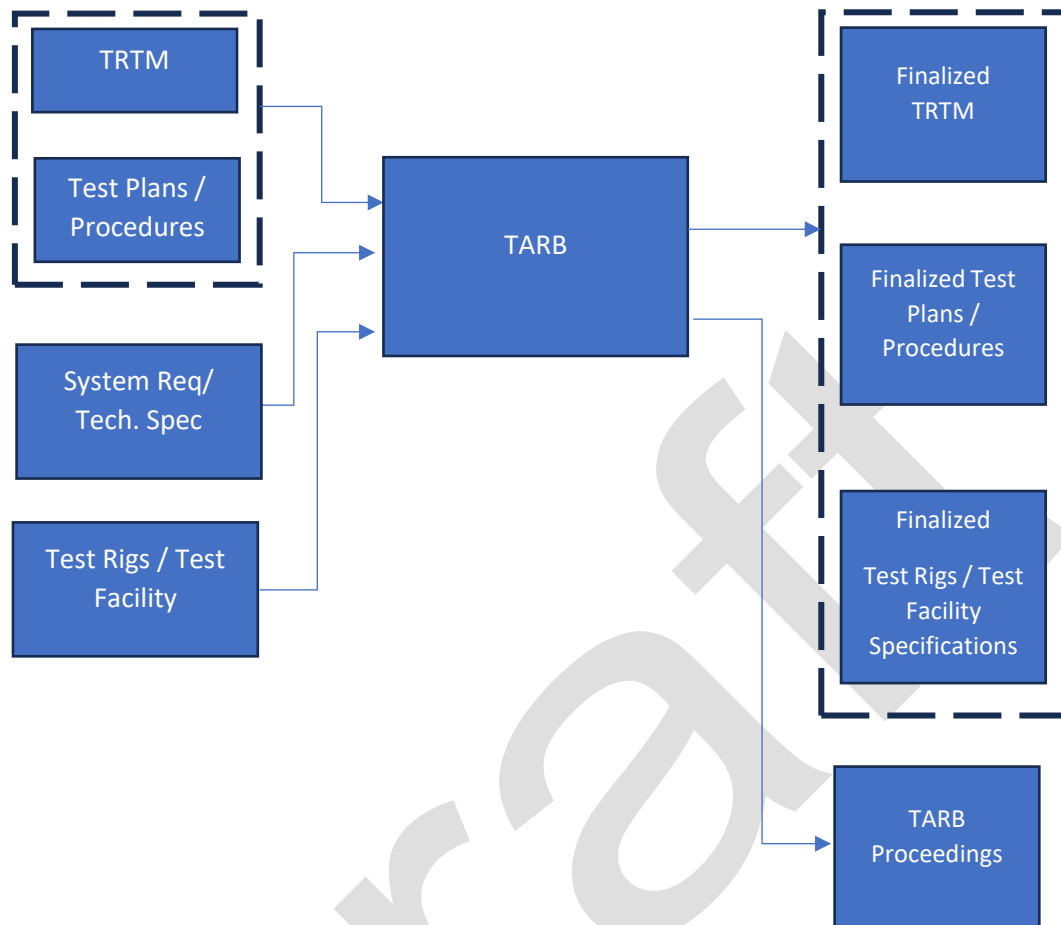 TRTM
Test Plans /
Procedures
System Req/
Tech. Spec
Test Rigs / Test
Facility
TARB
Finalized
TRTM
Finalized Test
Plans /
Procedures
Finalized
Test Rigs / Test
Facility
Specifications
TARB
Proceedings
raft